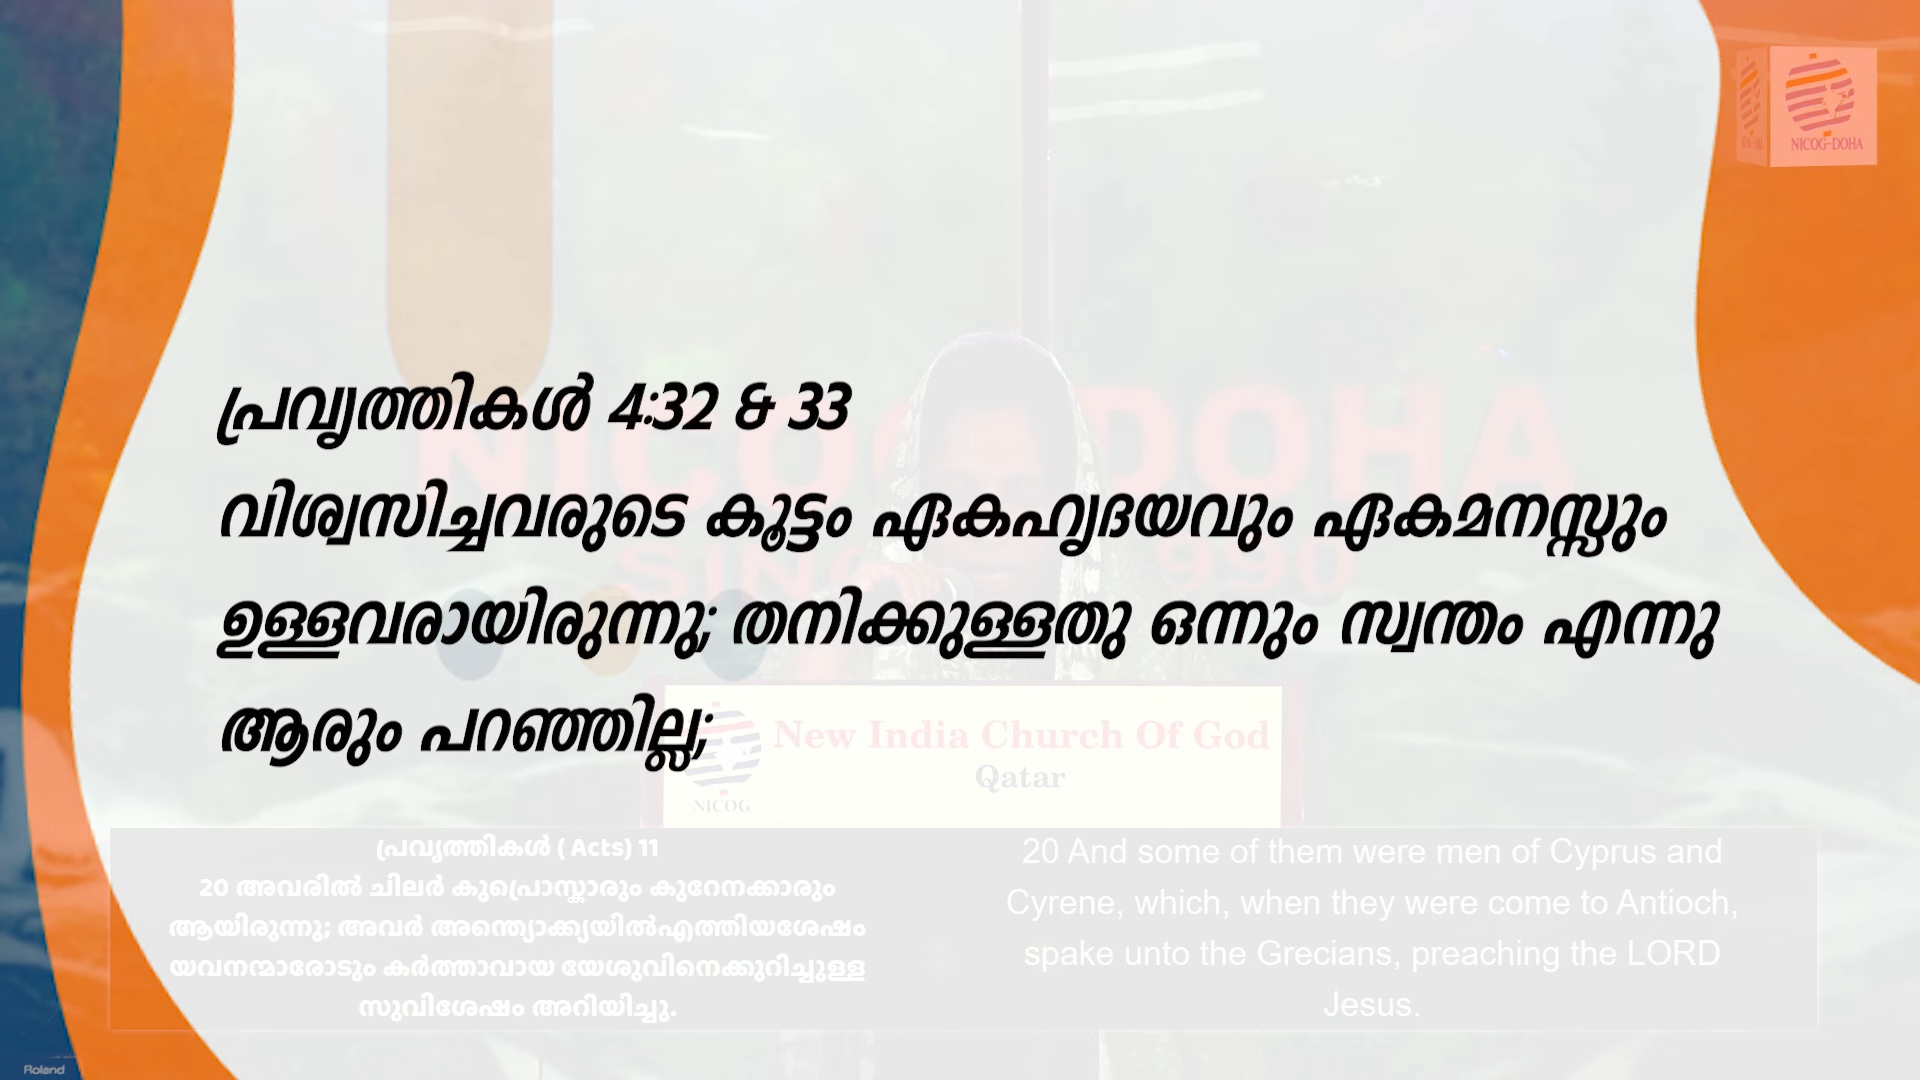 NICOG-DOHA
NICOG DOHA
പ്രവൃത്തികൾ 4:32 & 33
വിശ്വസിച്ചവരുടെ കൂട്ടം ഏകഹൃദയവും ഏകമനസ്സും
ഉള്ളവരായിരുന്നു; തനിക്കുള്ളതു ഒന്നും സ്വന്തം എന്നു
ആരും പറഞ്ഞില്ല;
New India Church Of God
Qatar
NICOG
പ്രവൃത്തികൾ ( Acts) 11
20 അവരിൽ ചിലർ കുപ്രൊസ്കാരും കുറേനക്കാരും
ആയിരുന്നു; അവർ അന്ത്യൊക്ക്യയിൽഎത്തിയശേഷം
യവനന്മാരോടും കർത്താവായ യേശുവിനെക്കുറിച്ചുള്ള
സുവിശേഷം അറിയിച്ചു.
20 And some of them were men of Cyprus and
Cyrene, which, when they were come to Antioch,
spake unto the Grecians, preaching the LORD
Jesus.
Roland